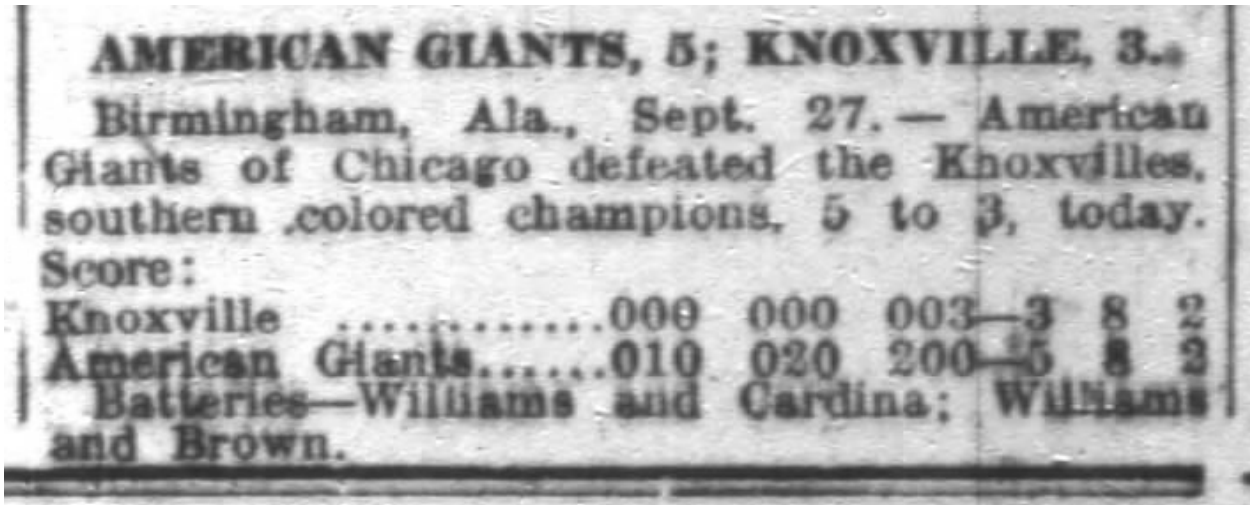 AMERICAN GIANTS, 5; KNOXVILLE, 3.
Birmingham, Ala., Sept. 27.— American
Giants of Chicago defeated the Knoxvilles,
southern colored champions, 5 to 3, today.
Score:
Knoxville ............000 000 003—3 8 2
American Giants......010 020 200—5 8 2
Batteries—Williams and Cardina; Williams
and Brown.